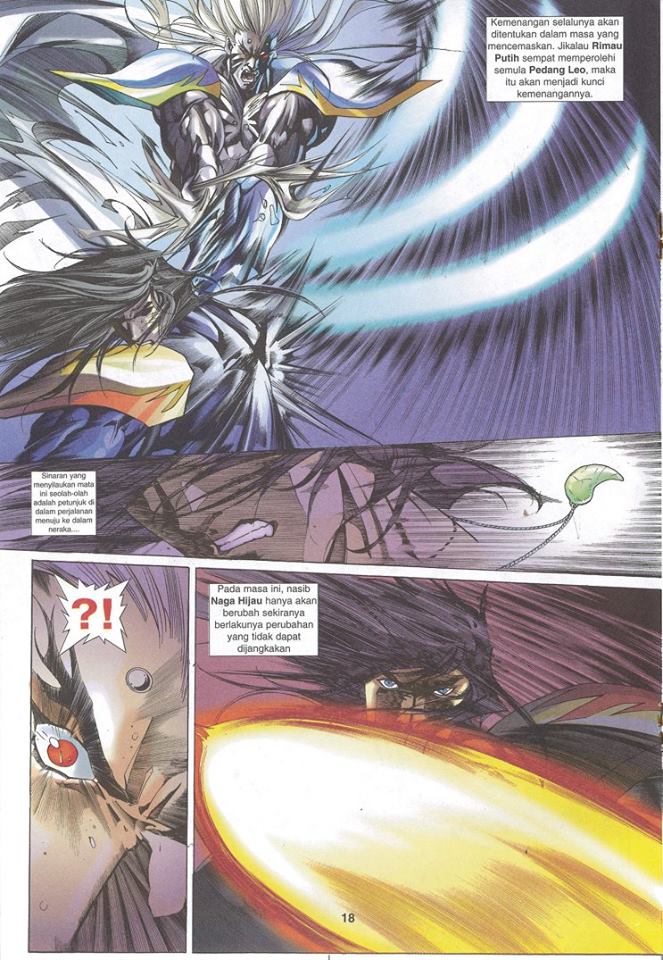 Kemenangan selalunya akan
ditentukan dalam masa yang
mencemaskan. Jikalau Rimau
Putih sempat memperolehi
semula Pedang Leo, maka
itu akan menjadi kunci
kemenangannya.
Sinaran yang
menyilaukan mata
ini seolah-olah
adalah petunjuk di
dalam perjalanan
menuju ke dalam
neraka....
?!
Pada masa ini, nasib
Naga Hijau hanya akan
berubah sekiranya
berlakunya perubahan
yang tidak dapat
dijangkakan
18